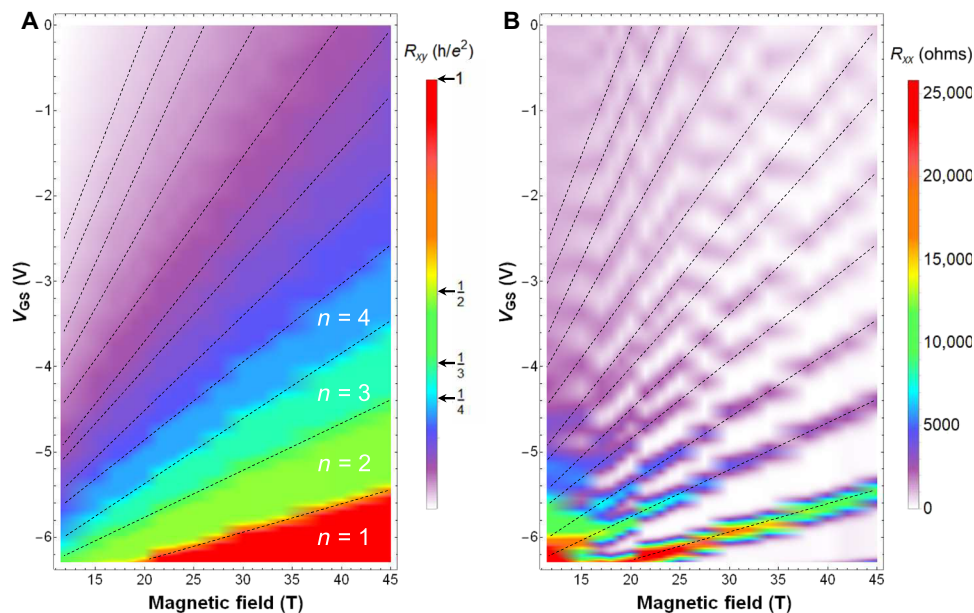 A
R_xy (h/e²)
1
1/2
1/3
1/4
0
−1
−2
−3
−4
−5
−6
V_GS (V)
n = 4
n = 3
n = 2
n = 1
15 20 25 30 35 40 45
Magnetic field (T)
B
R_xx (ohms)
25,000
20,000
15,000
10,000
5000
0
0
−1
−2
−3
−4
−5
−6
V_GS (V)
15 20 25 30 35 40 45
Magnetic field (T)